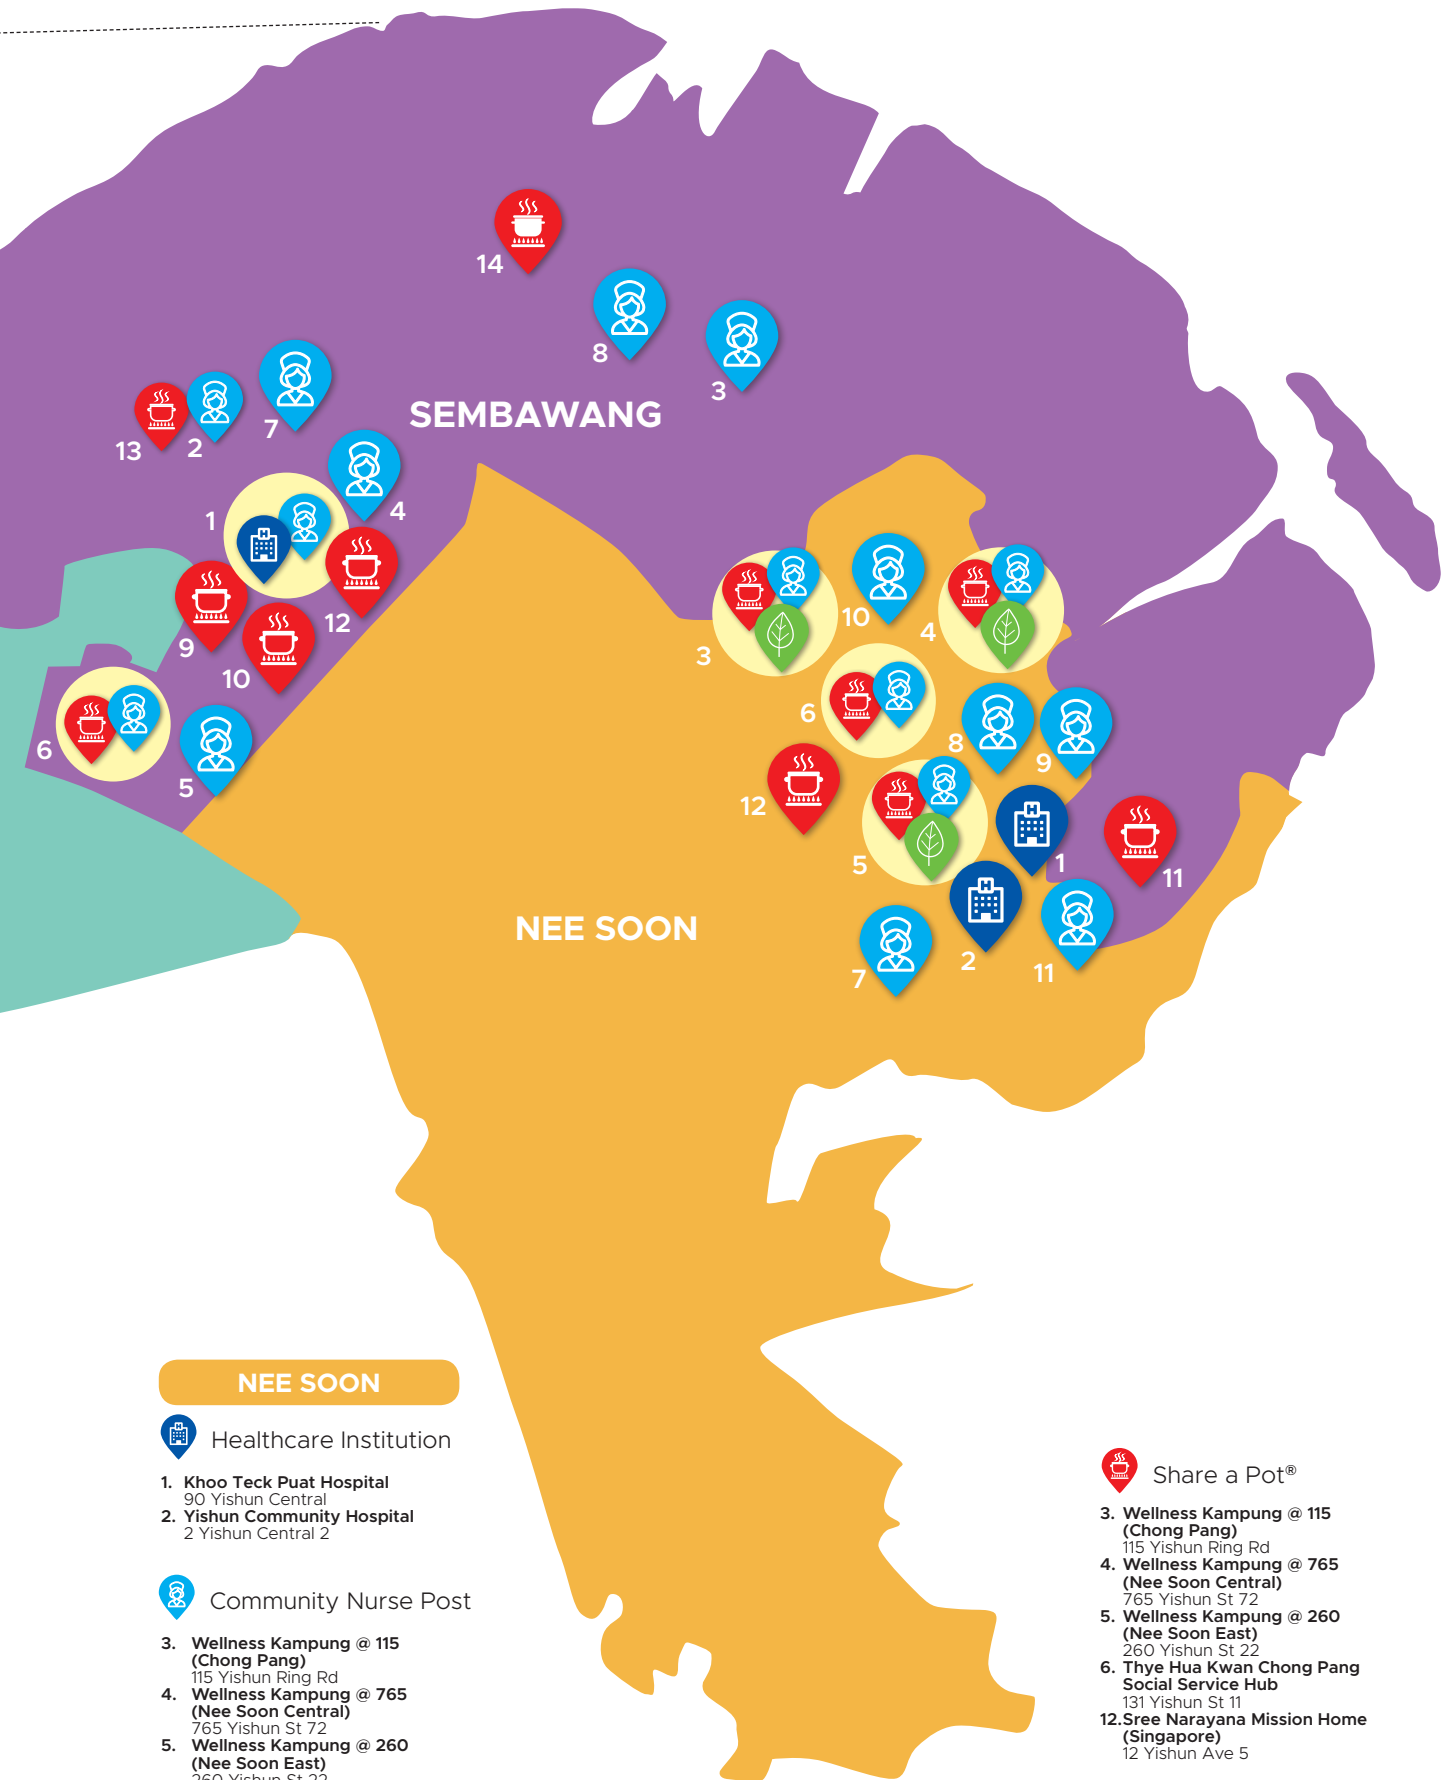 14
8
3
SEMBAWANG
7
13
2
4
1
12
9
10
6
5
3
10
4
6
8
9
12
5
1
11
NEE SOON
7
2
11
NEE SOON
Healthcare Institution
1. Khoo Teck Puat Hospital
90 Yishun Central
2. Yishun Community Hospital
2 Yishun Central 2
Community Nurse Post
3. Wellness Kampung @ 115
(Chong Pang)
115 Yishun Ring Rd
4. Wellness Kampung @ 765
(Nee Soon Central)
765 Yishun St 72
5. Wellness Kampung @ 260
(Nee Soon East)
260 Yishun St 22
Share a Pot®
3. Wellness Kampung @ 115
(Chong Pang)
115 Yishun Ring Rd
4. Wellness Kampung @ 765
(Nee Soon Central)
765 Yishun St 72
5. Wellness Kampung @ 260
(Nee Soon East)
260 Yishun St 22
6. Thye Hua Kwan Chong Pang
Social Service Hub
131 Yishun St 11
12. Sree Narayana Mission Home
(Singapore)
12 Yishun Ave 5